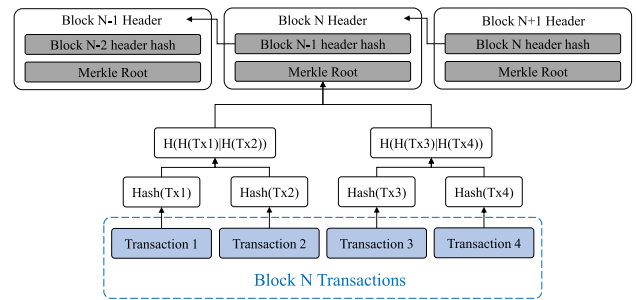 Block N-1 Header
Block N Header
Block N+1 Header
Block N-2 header hash
Block N-1 header hash
Block N header hash
Merkle Root
Merkle Root
Merkle Root
H(H(Tx1)|H(Tx2))
H(H(Tx3)|H(Tx4))
Hash(Tx1)
Hash(Tx2)
Hash(Tx3)
Hash(Tx4)
Transaction 1
Transaction 2
Transaction 3
Transaction 4
Block N Transactions